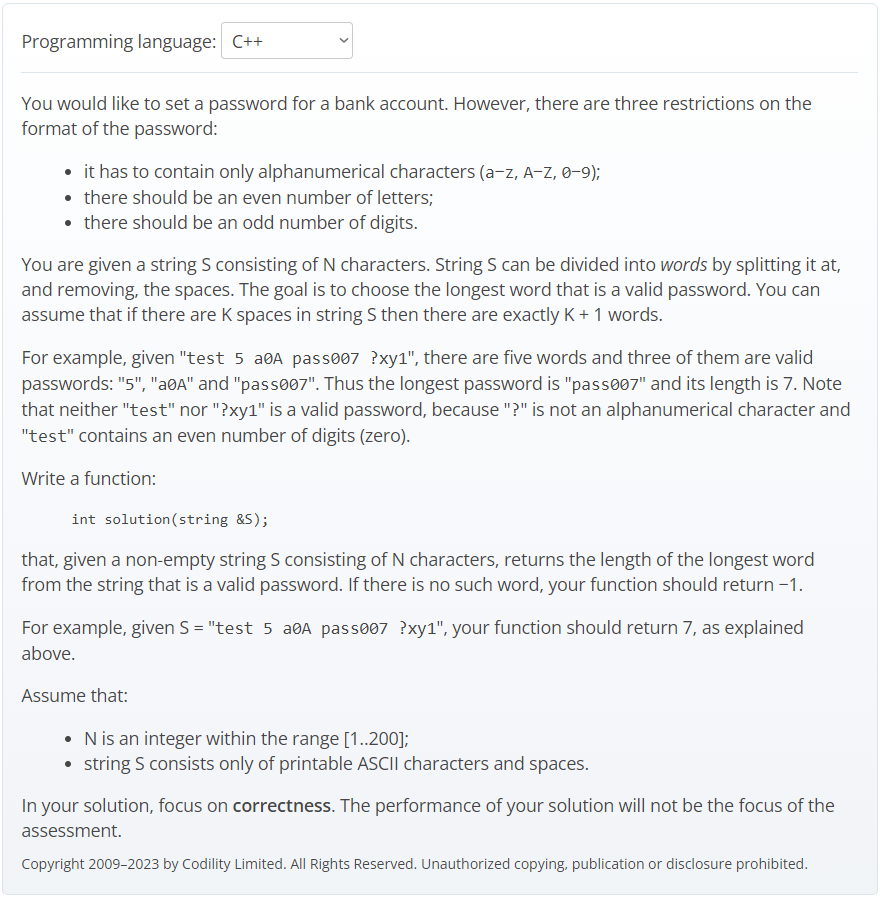 Programming language: C++
You would like to set a password for a bank account. However, there are three restrictions on the
format of the password:
• it has to contain only alphanumerical characters (a−z, A−Z, 0−9);
• there should be an even number of letters;
• there should be an odd number of digits.
You are given a string S consisting of N characters. String S can be divided into words by splitting it at,
and removing, the spaces. The goal is to choose the longest word that is a valid password. You can
assume that if there are K spaces in string S then there are exactly K + 1 words.
For example, given "test 5 a0A pass007 ?xy1", there are five words and three of them are valid
passwords: "5", "a0A" and "pass007". Thus the longest password is "pass007" and its length is 7. Note
that neither "test" nor "?xy1" is a valid password, because "?" is not an alphanumerical character and
"test" contains an even number of digits (zero).
Write a function:
int solution(string &S);
that, given a non-empty string S consisting of N characters, returns the length of the longest word
from the string that is a valid password. If there is no such word, your function should return −1.
For example, given S = "test 5 a0A pass007 ?xy1", your function should return 7, as explained
above.
Assume that:
• N is an integer within the range [1..200];
• string S consists only of printable ASCII characters and spaces.
In your solution, focus on correctness. The performance of your solution will not be the focus of the
assessment.
Copyright 2009–2023 by Codility Limited. All Rights Reserved. Unauthorized copying, publication or disclosure prohibited.